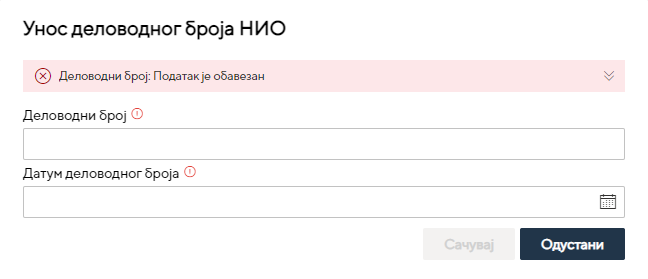 Унос деловодног броја НИО
Деловодни број: Податак је обавезан
Деловодни број
Датум деловодног броја
Сачувај
Одустани